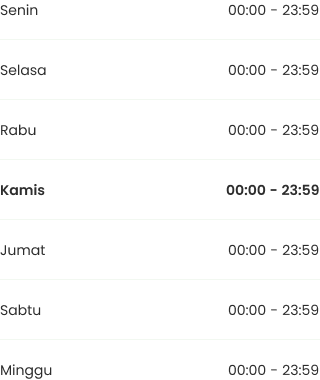 Senin 00:00 - 23:59
Selasa 00:00 - 23:59
Rabu 00:00 - 23:59
Kamis 00:00 - 23:59
Jumat 00:00 - 23:59
Sabtu 00:00 - 23:59
Minggu 00:00 - 23:59